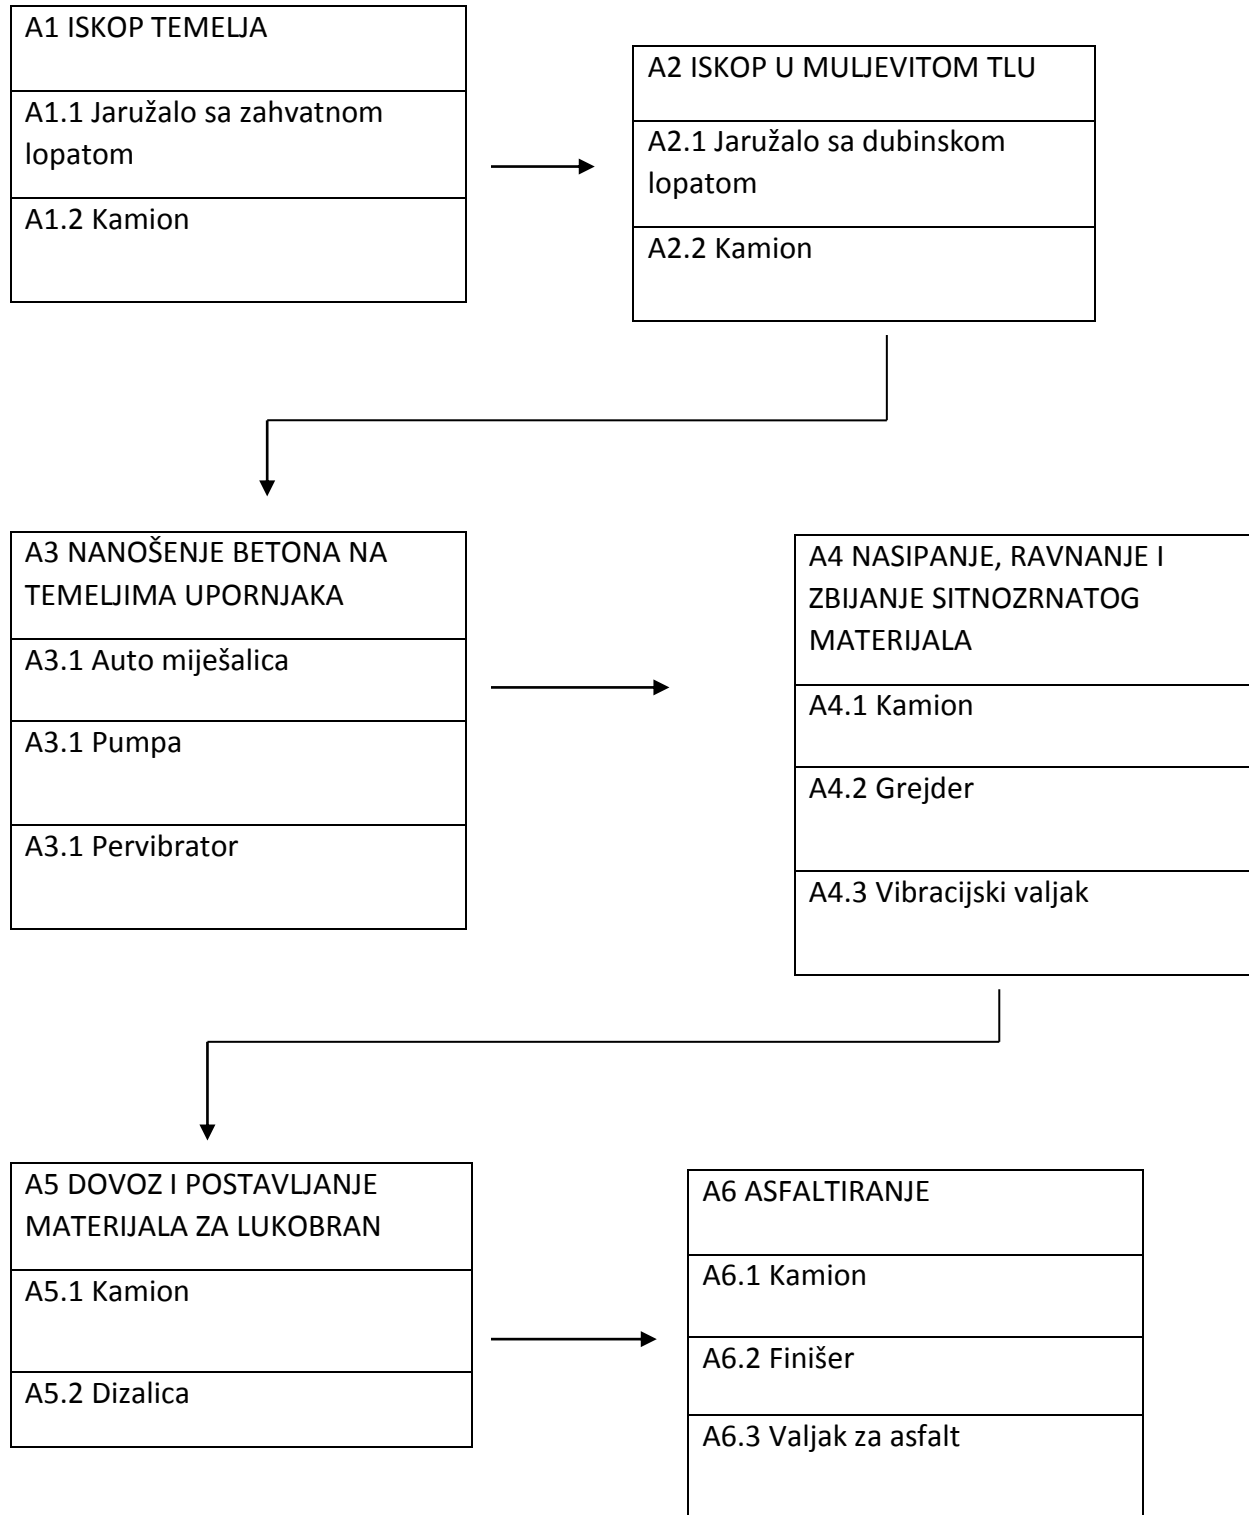 A1 ISKOP TEMELJA
A1.1 Jaružalo sa zahvatnom
lopatom
A1.2 Kamion
A2 ISKOP U MULJEVITOM TLU
A2.1 Jaružalo sa dubinskom
lopatom
A2.2 Kamion
A3 NANOŠENJE BETONA NA
TEMELJIMA UPORNJAKA
A3.1 Auto miješalica
A3.1 Pumpa
A3.1 Pervibrator
A4 NASIPANJE, RAVNANJE I
ZBIJANJE SITNOZRNATOG
MATERIJALA
A4.1 Kamion
A4.2 Grejder
A4.3 Vibracijski valjak
A5 DOVOZ I POSTAVLJANJE
MATERIJALA ZA LUKOBRAN
A5.1 Kamion
A5.2 Dizalica
A6 ASFALTIRANJE
A6.1 Kamion
A6.2 Finišer
A6.3 Valjak za asfalt